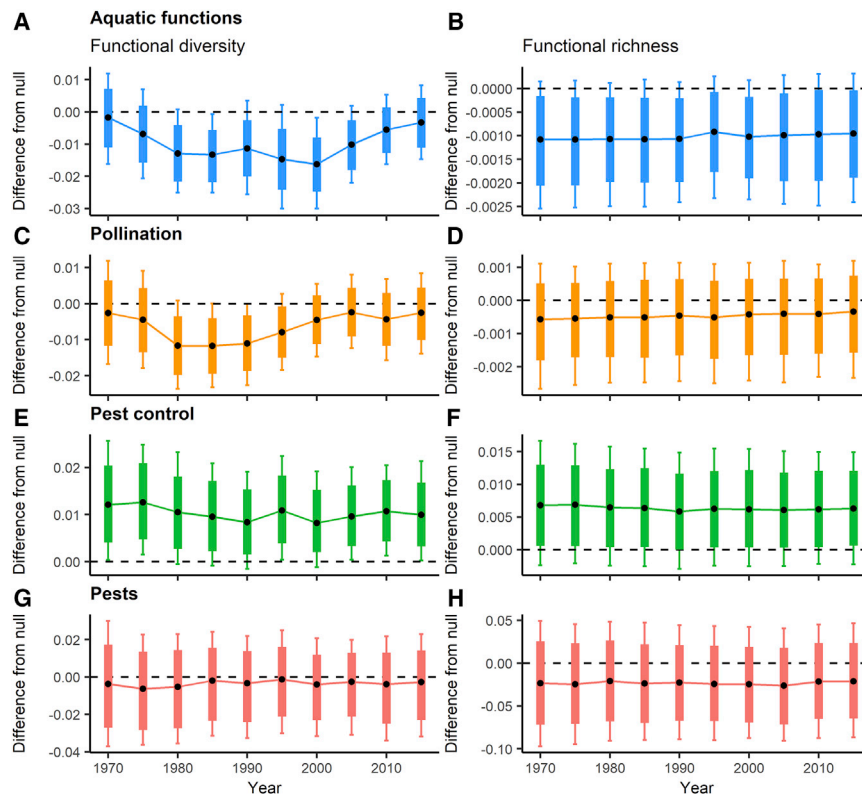 A
Aquatic functions
B
Functional diversity
Functional richness
Difference from null
0.01
0.00
-0.01
-0.02
-0.03
Difference from null
0.0000
-0.0005
-0.0010
-0.0015
-0.0020
-0.0025
C
Pollination
D
Difference from null
0.01
0.00
-0.01
-0.02
Difference from null
0.001
0.000
-0.001
-0.002
E
Pest control
F
Difference from null
0.02
0.01
0.00
Difference from null
0.015
0.010
0.005
0.000
G
Pests
H
Difference from null
0.02
0.00
-0.02
-0.04
Difference from null
0.05
0.00
-0.05
-0.10
1970 1980 1990 2000 2010
Year
1970 1980 1990 2000 2010
Year